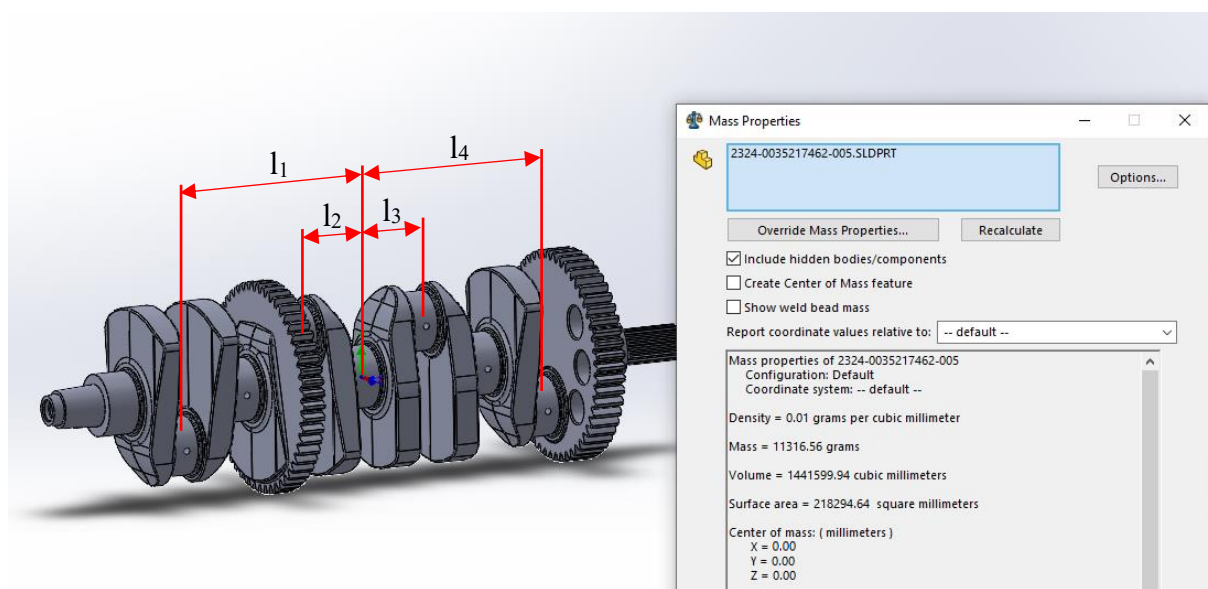 l1
l4
l2
l3
Mass Properties
2324-0035217462-005.SLDPRT
Options...
Override Mass Properties...
Recalculate
Include hidden bodies/components
Create Center of Mass feature
Show weld bead mass
Report coordinate values relative to: -- default --
Mass properties of 2324-0035217462-005
Configuration: Default
Coordinate system: -- default --
Density = 0.01 grams per cubic millimeter
Mass = 11316.56 grams
Volume = 1441599.94 cubic millimeters
Surface area = 218294.64  square millimeters
Center of mass: ( millimeters )
X = 0.00
Y = 0.00
Z = 0.00